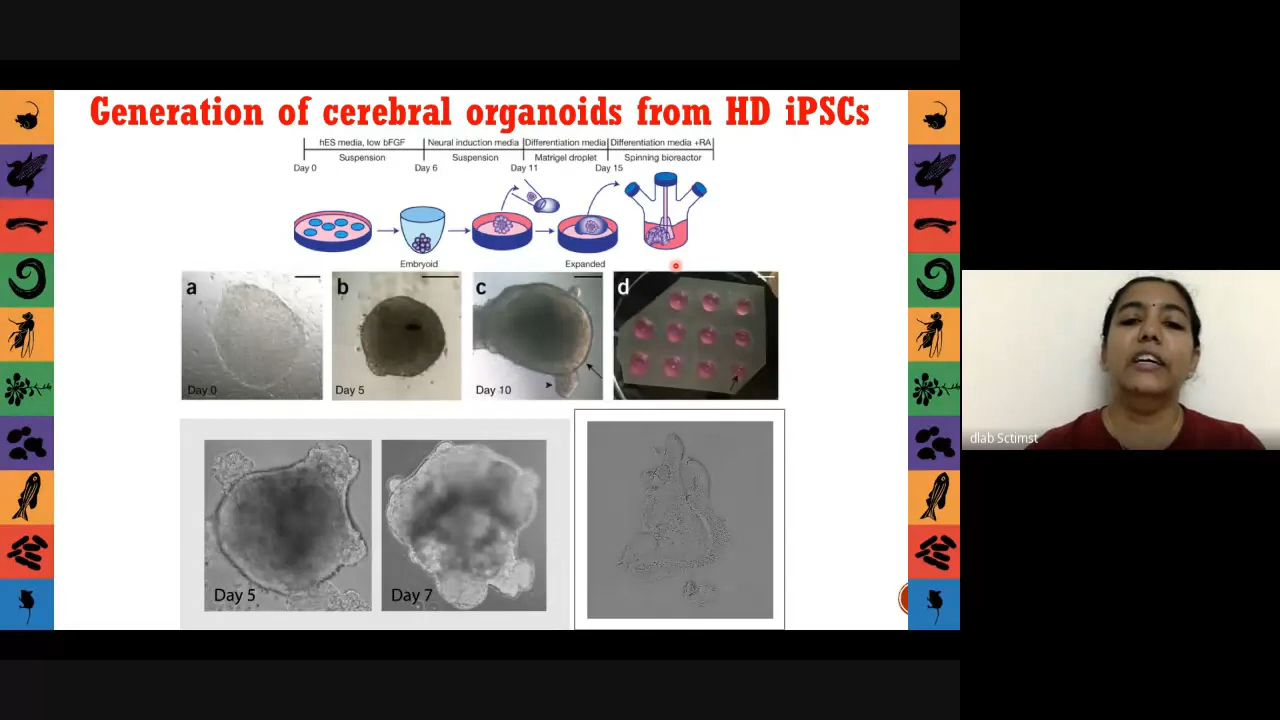 Generation of cerebral organoids from HD iPSCs
hES media, low bFGF Neural induction media Differentiation media Differentiation media +RA
Suspension Suspension Matrigel droplet Spinning bioreactor
Day 0 Day 6 Day 11 Day 15
Embryoid Expanded
a b c d
Day 0 Day 5 Day 10
Day 5 Day 7
dlab Sctimst